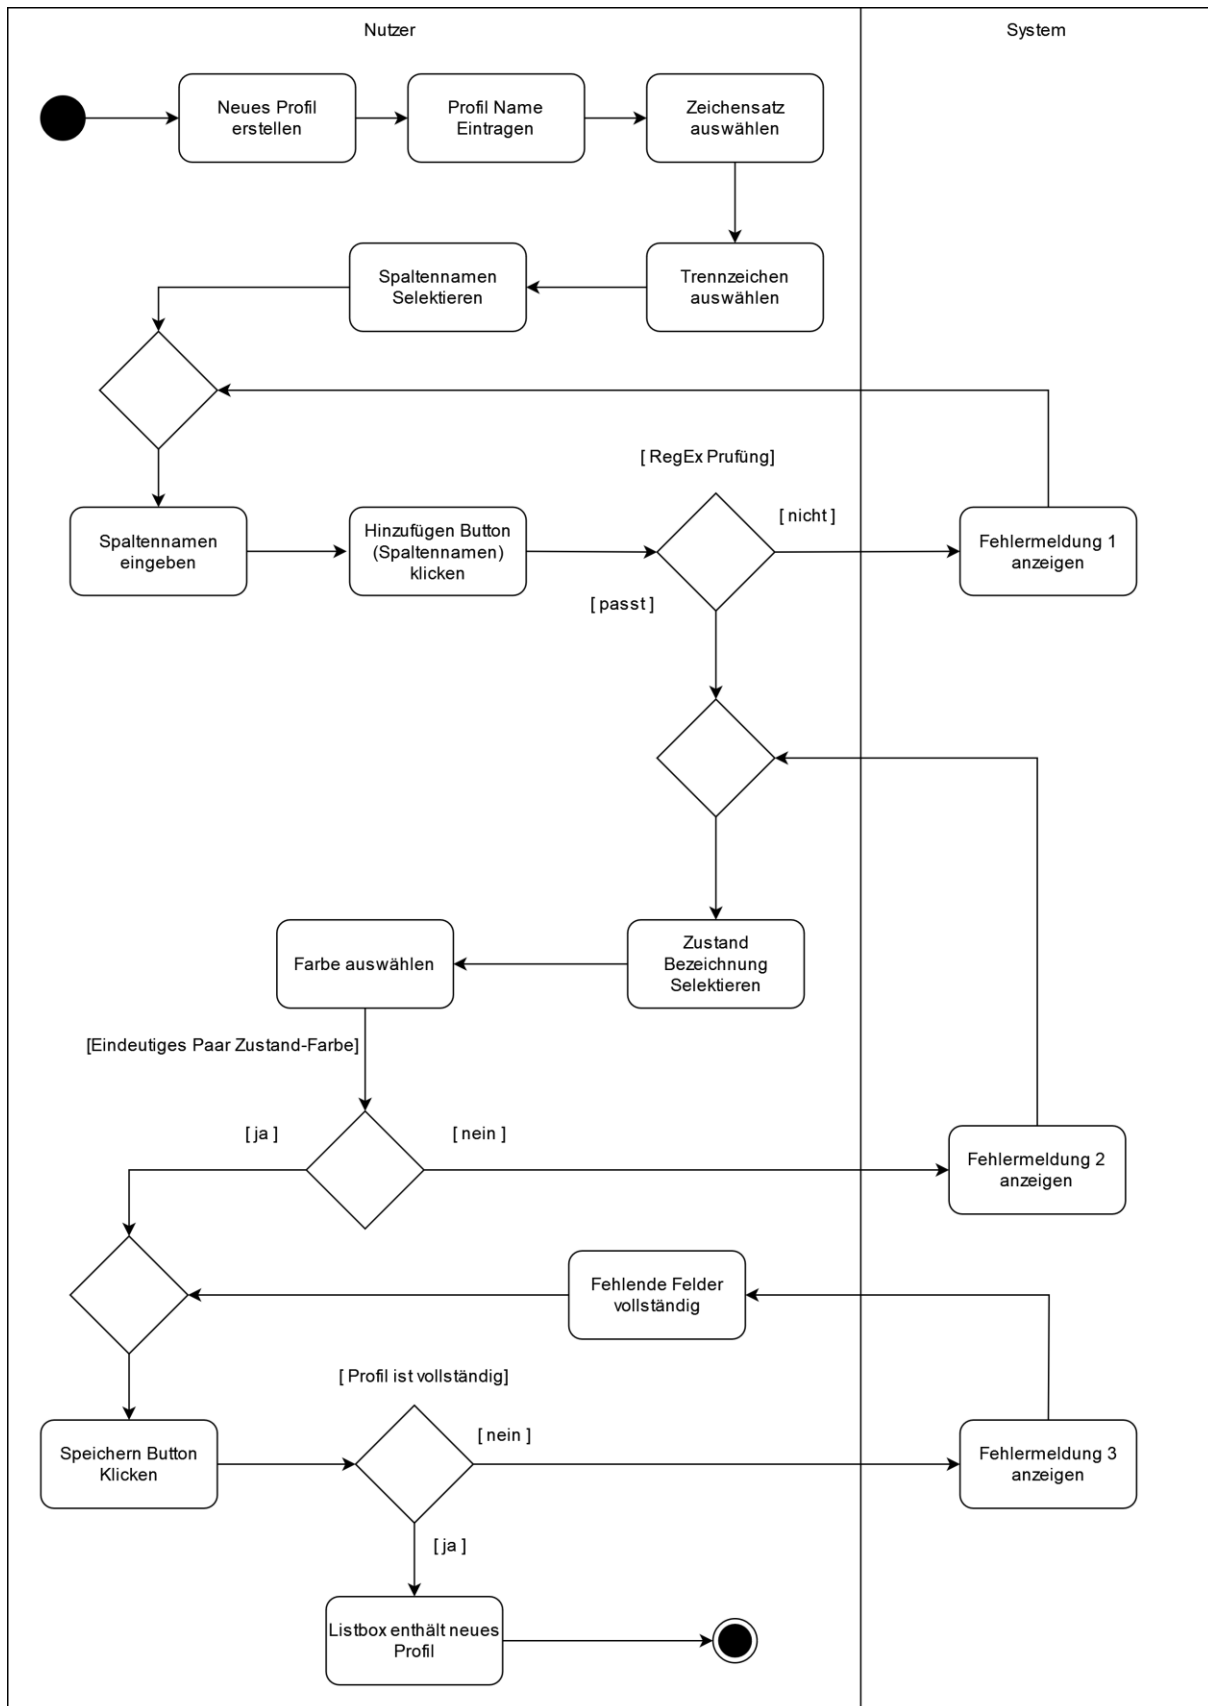 Nutzer
System
Neues Profil
erstellen
Profil Name
Eintragen
Zeichensatz
auswählen
Spaltennamen
Selektieren
Trennzeichen
auswählen
[ RegEx Prufüng]
Spaltennamen
eingeben
Hinzufügen Button
(Spaltennamen)
klicken
[ nicht ]
Fehlermeldung 1
anzeigen
[ passt ]
Farbe auswählen
Zustand
Bezeichnung
Selektieren
[Eindeutiges Paar Zustand-Farbe]
[ ja ]
[ nein ]
Fehlermeldung 2
anzeigen
Fehlende Felder
vollständig
[ Profil ist vollständig]
Speichern Button
Klicken
[ nein ]
Fehlermeldung 3
anzeigen
[ ja ]
Listbox enthält neues
Profil